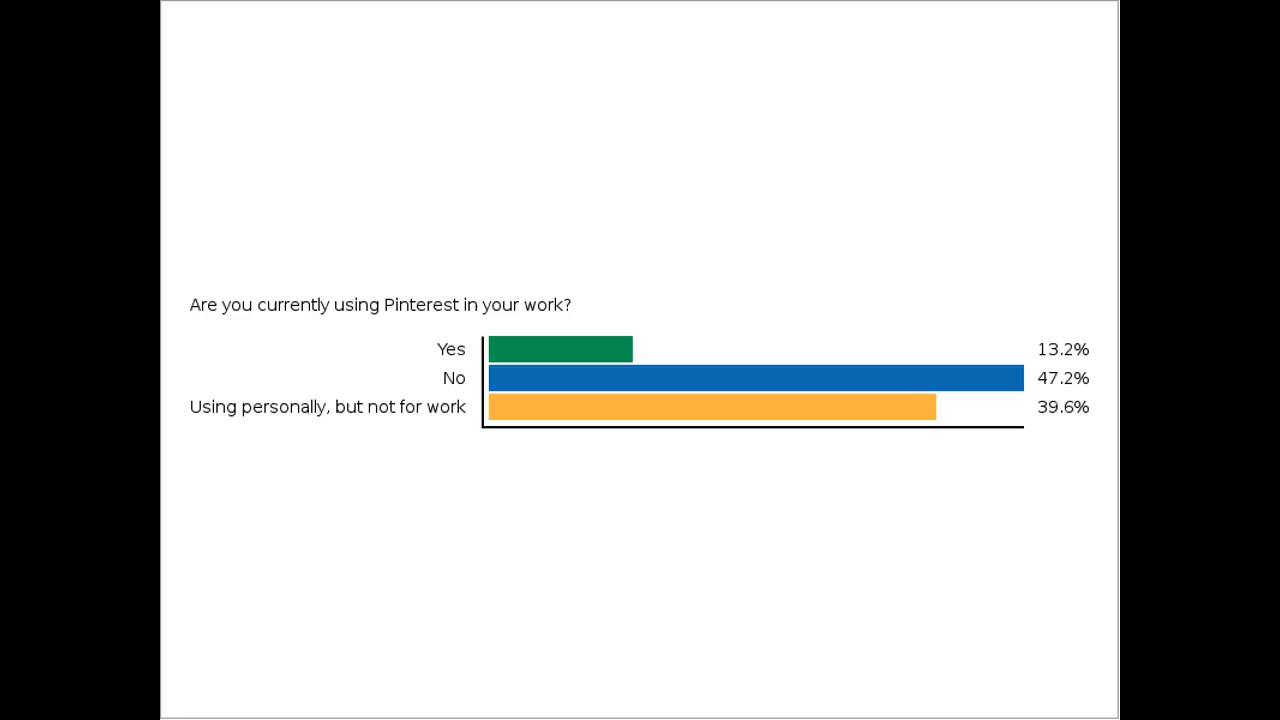 Are you currently using Pinterest in your work?
Yes 13.2%
No 47.2%
Using personally, but not for work 39.6%